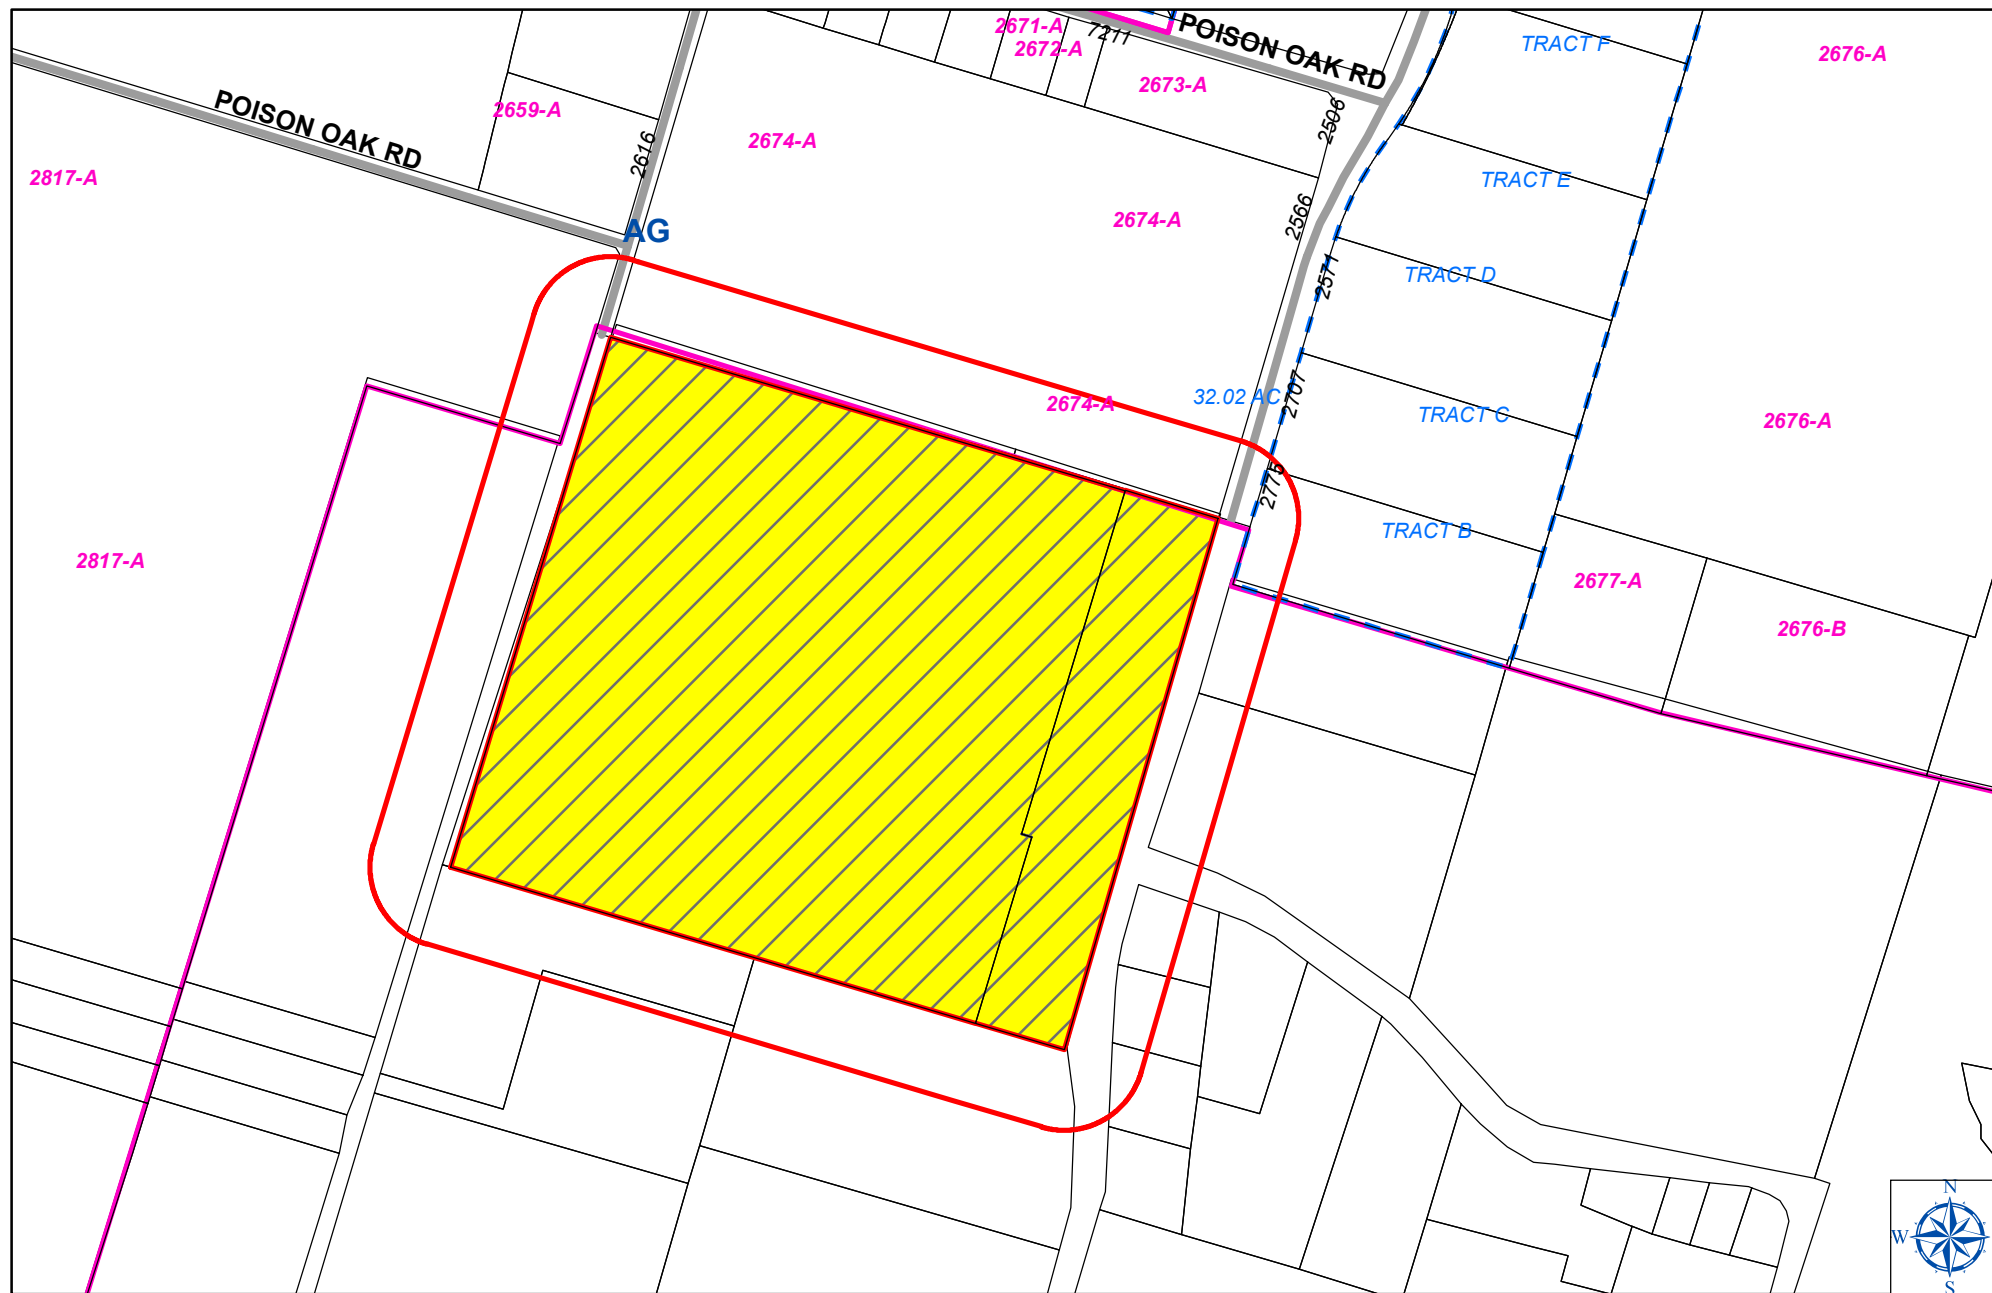 2671-A
7211
POISON OAK RD
TRACT F
2672-A
2676-A
2673-A
POISON OAK RD
2659-A
2506
2616
2674-A
2817-A
TRACT E
2674-A
2566
AG
2571
TRACT D
32.02 AC
2707
2674-A
TRACT C
2676-A
2775
TRACT B
2817-A
2677-A
2676-B
N
W
S